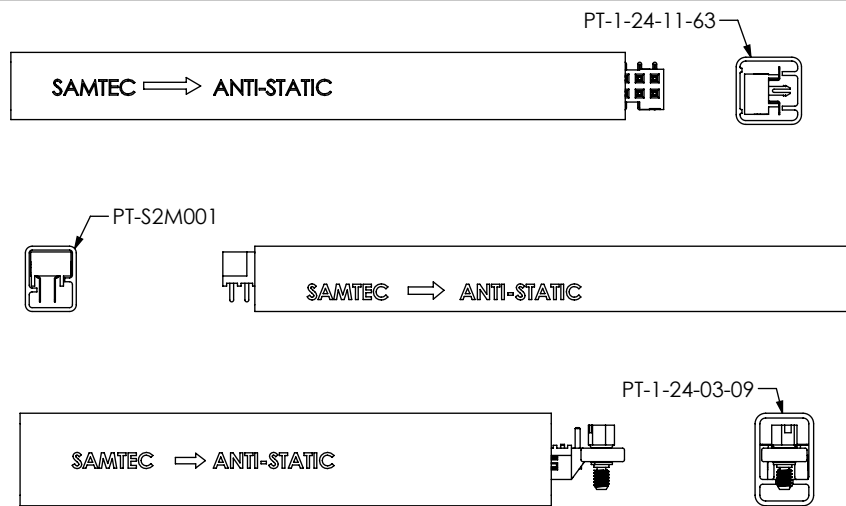 PT-1-24-11-63
SAMTEC ANTI-STATIC
PT-S2M001
SAMTEC ANTI-STATIC
PT-1-24-03-09
SAMTEC ANTI-STATIC